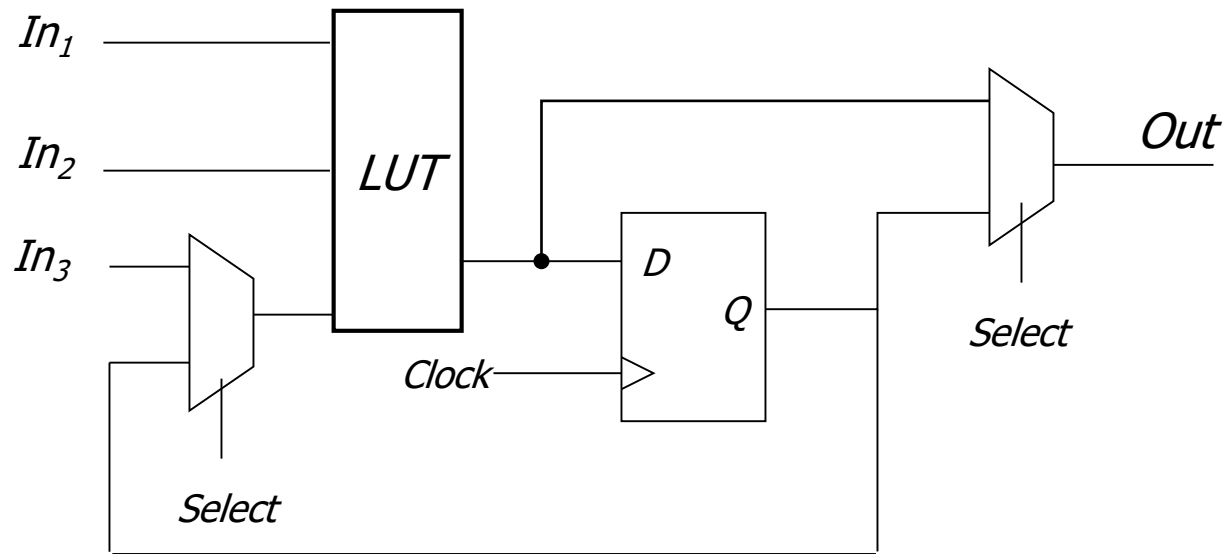 In1
In2
In3
LUT
D
Q
Clock
Select
Select
Out